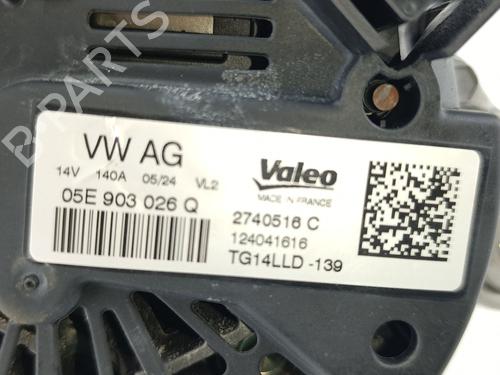 B-PARTS
VW AG
14V 140A 05/24 VL2
05E 903 026 Q
Valeo
MADE IN FRANCE
2740516 C
124041616
TG14LLD -139